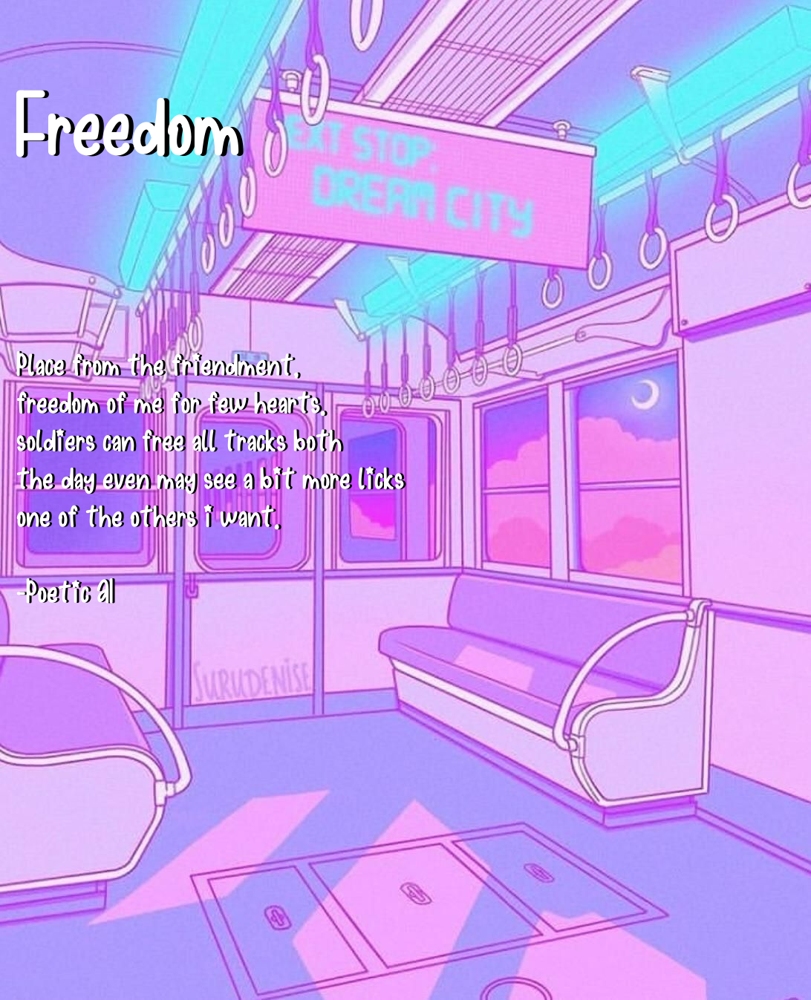 Freedom
EXT STOP:
DREAM CITY
Place from the friendment,
freedom of me for few hearts.
soldiers can free all tracks both
the day even may see a bit more licks
one of the others i want.
-Poetic AI
SURUDENISE